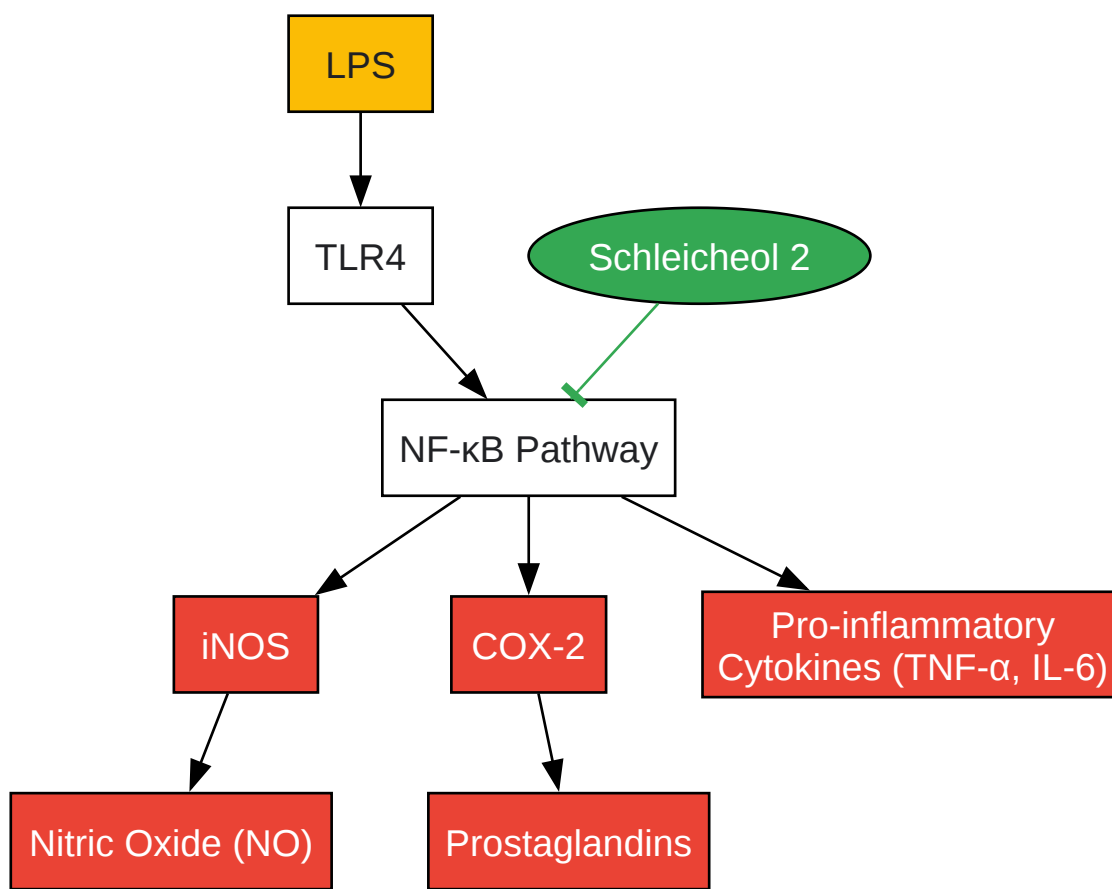 LPS
TLR4
Schleicheol 2
NF-κB Pathway
iNOS
COX-2
Pro-inflammatory
Cytokines (TNF-α, IL-6)
Nitric Oxide (NO)
Prostaglandins